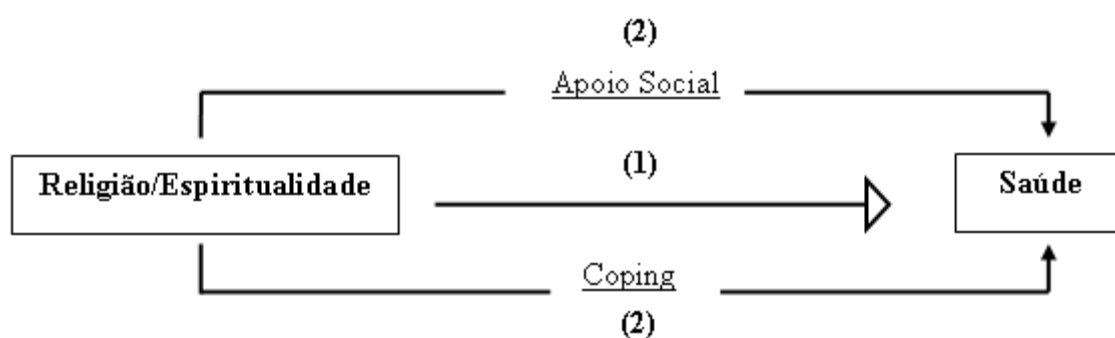 (2)
Apoio Social
(1)
Religião/Espiritualidade
Saúde
Coping
(2)